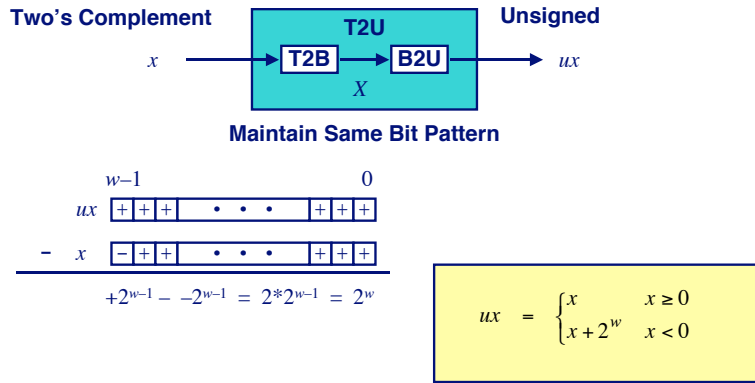 Two's Complement
T2U
Unsigned
x
T2B
B2U
ux
X
Maintain Same Bit Pattern
w–1 0
ux + + + • • • + + +
– x – + + • • • + + +
+2^{w–1} – –2^{w–1} = 2*2^{w–1} = 2^w
ux = { x x ≥ 0
x + 2^w x < 0